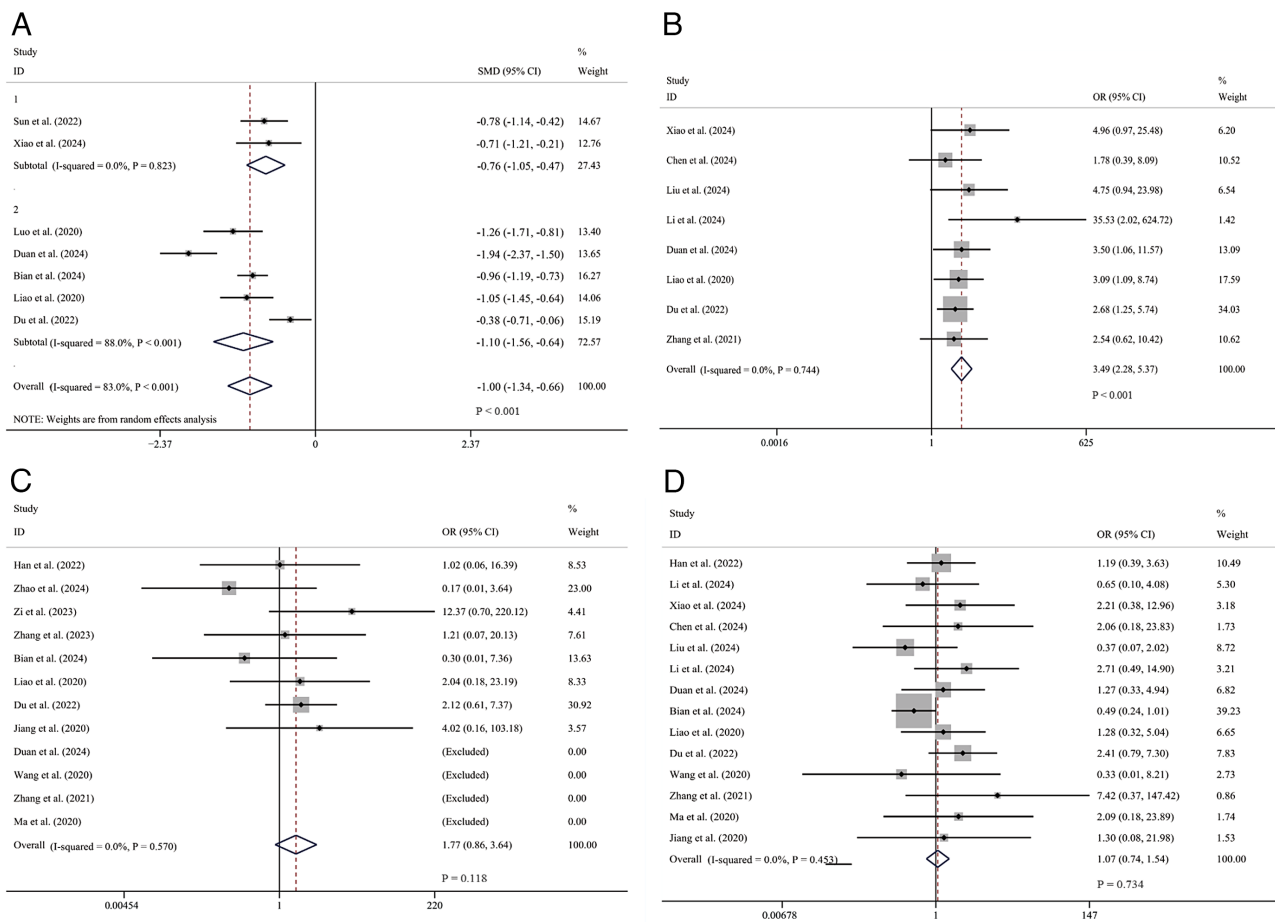 A
Study %
ID SMD (95% CI) Weight
1
Sun et al. (2022) -0.78 (-1.14, -0.42) 14.67
Xiao et al. (2024) -0.71 (-1.21, -0.21) 12.76
Subtotal (I-squared = 0.0%, P = 0.823) -0.76 (-1.05, -0.47) 27.43
.
2
Luo et al. (2020) -1.26 (-1.71, -0.81) 13.40
Duan et al. (2024) -1.94 (-2.37, -1.50) 13.65
Bian et al. (2024) -0.96 (-1.19, -0.73) 16.27
Liao et al. (2020) -1.05 (-1.45, -0.64) 14.06
Du et al. (2022) -0.38 (-0.71, -0.06) 15.19
Subtotal (I-squared = 88.0%, P < 0.001) -1.10 (-1.56, -0.64) 72.57
.
Overall (I-squared = 83.0%, P < 0.001) -1.00 (-1.34, -0.66) 100.00
P < 0.001
NOTE: Weights are from random effects analysis
−2.37 0 2.37
B
Study %
ID OR (95% CI) Weight
Xiao et al. (2024) 4.96 (0.97, 25.48) 6.20
Chen et al. (2024) 1.78 (0.39, 8.09) 10.52
Liu et al. (2024) 4.75 (0.94, 23.98) 6.54
Li et al. (2024) 35.53 (2.02, 624.72) 1.42
Duan et al. (2024) 3.50 (1.06, 11.57) 13.09
Liao et al. (2020) 3.09 (1.09, 8.74) 17.59
Du et al. (2022) 2.68 (1.25, 5.74) 34.03
Zhang et al. (2021) 2.54 (0.62, 10.42) 10.62
Overall (I-squared = 0.0%, P = 0.744) 3.49 (2.28, 5.37) 100.00
P < 0.001
0.0016 1 625
C
Study %
ID OR (95% CI) Weight
Han et al. (2022) 1.02 (0.06, 16.39) 8.53
Zhao et al. (2024) 0.17 (0.01, 3.64) 23.00
Zi et al. (2023) 12.37 (0.70, 220.12) 4.41
Zhang et al. (2023) 1.21 (0.07, 20.13) 7.61
Bian et al. (2024) 0.30 (0.01, 7.36) 13.63
Liao et al. (2020) 2.04 (0.18, 23.19) 8.33
Du et al. (2022) 2.12 (0.61, 7.37) 30.92
Jiang et al. (2020) 4.02 (0.16, 103.18) 3.57
Duan et al. (2024) (Excluded) 0.00
Wang et al. (2020) (Excluded) 0.00
Zhang et al. (2021) (Excluded) 0.00
Ma et al. (2020) (Excluded) 0.00
Overall (I-squared = 0.0%, P = 0.570) 1.77 (0.86, 3.64) 100.00
P = 0.118
0.00454 1 220
D
Study %
ID OR (95% CI) Weight
Han et al. (2022) 1.19 (0.39, 3.63) 10.49
Li et al. (2024) 0.65 (0.10, 4.08) 5.30
Xiao et al. (2024) 2.21 (0.38, 12.96) 3.18
Chen et al. (2024) 2.06 (0.18, 23.83) 1.73
Liu et al. (2024) 0.37 (0.07, 2.02) 8.72
Li et al. (2024) 2.71 (0.49, 14.90) 3.21
Duan et al. (2024) 1.27 (0.33, 4.94) 6.82
Bian et al. (2024) 0.49 (0.24, 1.01) 39.23
Liao et al. (2020) 1.28 (0.32, 5.04) 6.65
Du et al. (2022) 2.41 (0.79, 7.30) 7.83
Wang et al. (2020) 0.33 (0.01, 8.21) 2.73
Zhang et al. (2021) 7.42 (0.37, 147.42) 0.86
Ma et al. (2020) 2.09 (0.18, 23.89) 1.74
Jiang et al. (2020) 1.30 (0.08, 21.98) 1.53
Overall (I-squared = 0.0%, P = 0.453) 1.07 (0.74, 1.54) 100.00
P = 0.734
0.00678 1 147